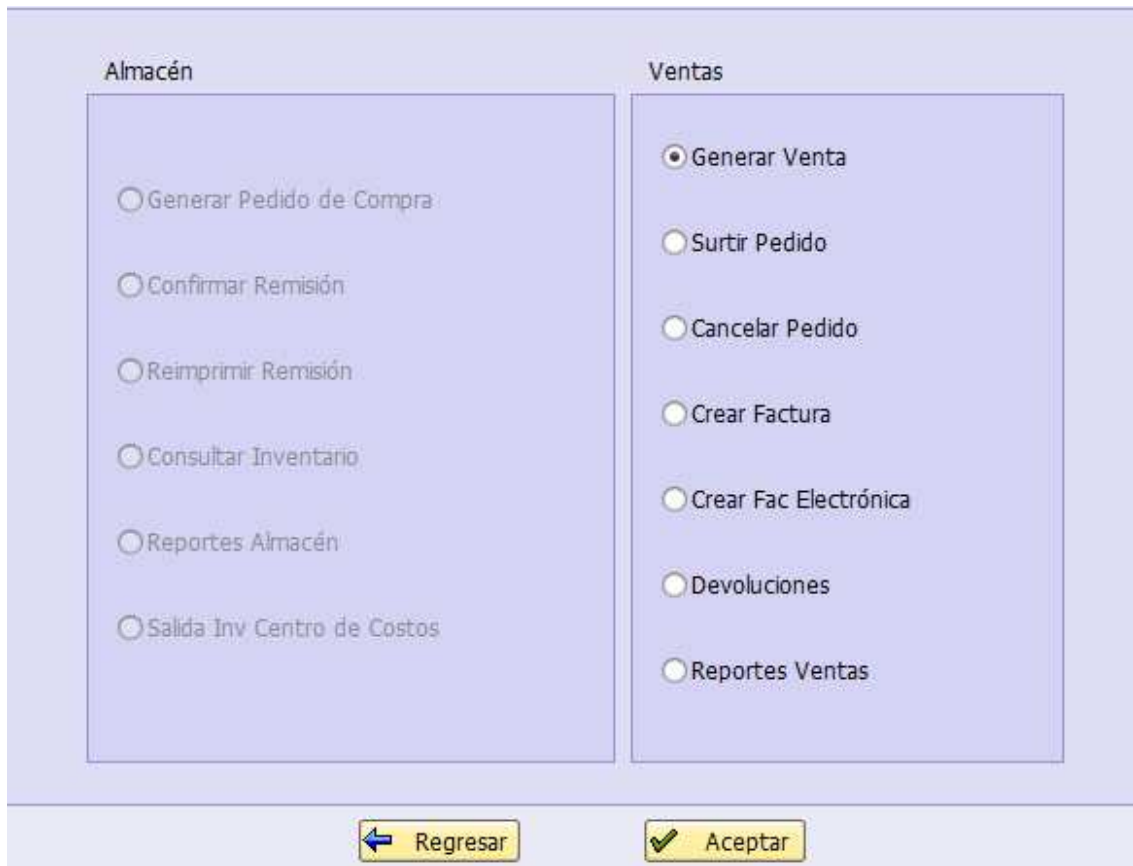 Almacén
Generar Pedido de Compra
Confirmar Remisión
Reimprimir Remisión
Consultar Inventario
Reportes Almacén
Salida Inv Centro de Costos
Ventas
Generar Venta
Surtir Pedido
Cancelar Pedido
Crear Factura
Crear Fac Electrónica
Devoluciones
Reportes Ventas
Regresar
Aceptar